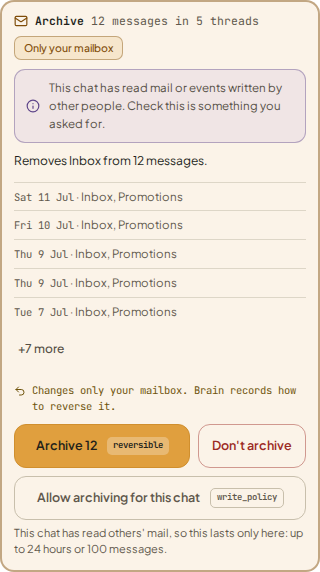 Archive 12 messages in 5 threads
Only your mailbox
This chat has read mail or events written by
other people. Check this is something you
asked for.
Removes Inbox from 12 messages.
Sat 11 Jul · Inbox, Promotions
Fri 10 Jul · Inbox, Promotions
Thu 9 Jul · Inbox, Promotions
Thu 9 Jul · Inbox, Promotions
Tue 7 Jul · Inbox, Promotions
+7 more
Changes only your mailbox. Brain records how
to reverse it.
Archive 12 reversible
Don't archive
Allow archiving for this chat write_policy
This chat has read others' mail, so this lasts only here: up
to 24 hours or 100 messages.